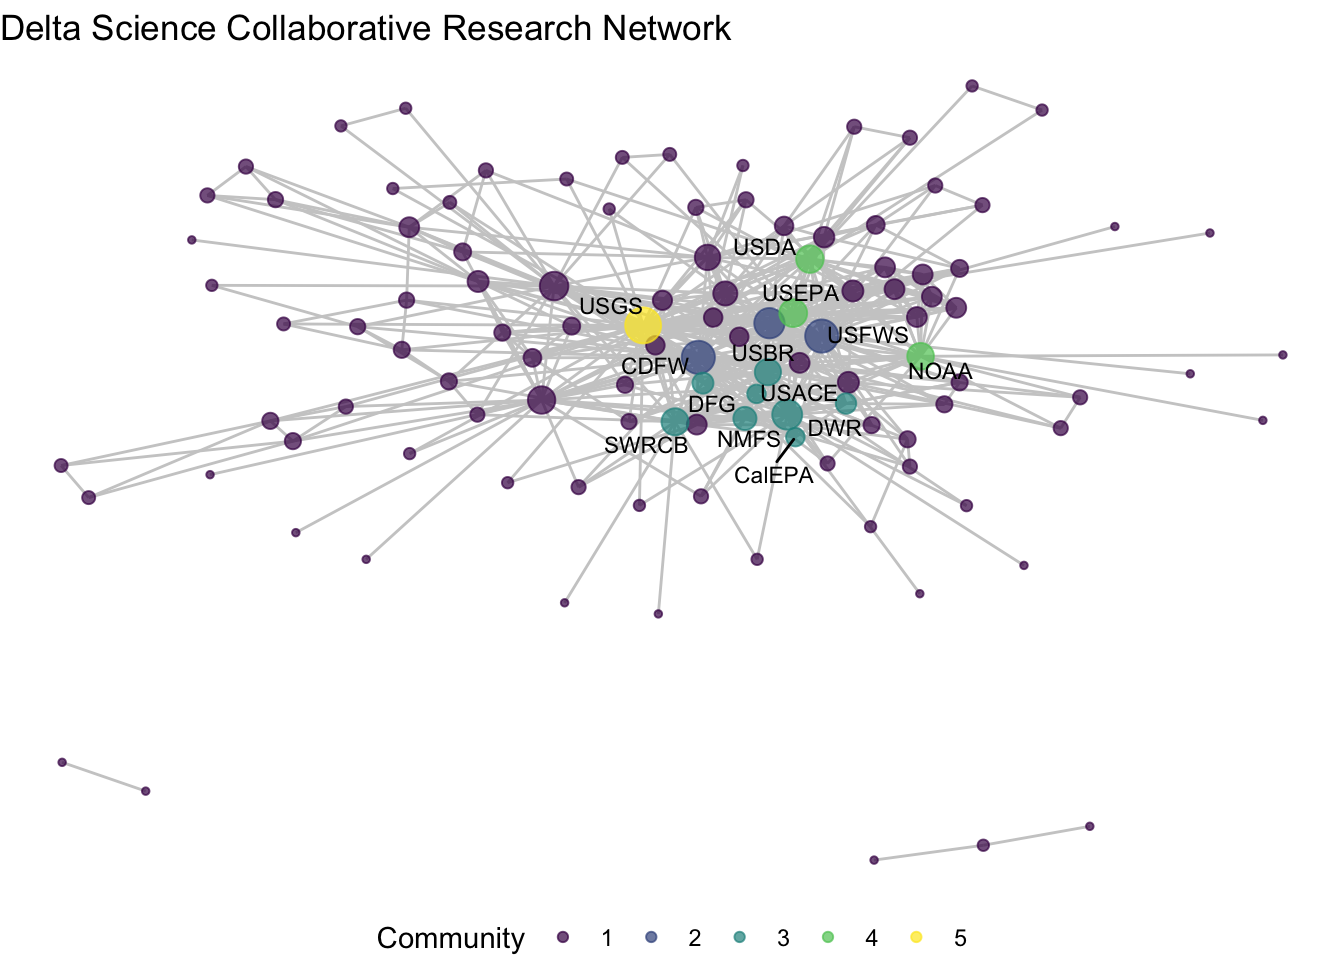 Delta Science Collaborative Research Network
USDA
USEPA
USGS
USFWS
USBR
CDFW
NOAA
USACE
DFG
DWR
NMFS
SWRCB
CalEPA
Community 1 2 3 4 5